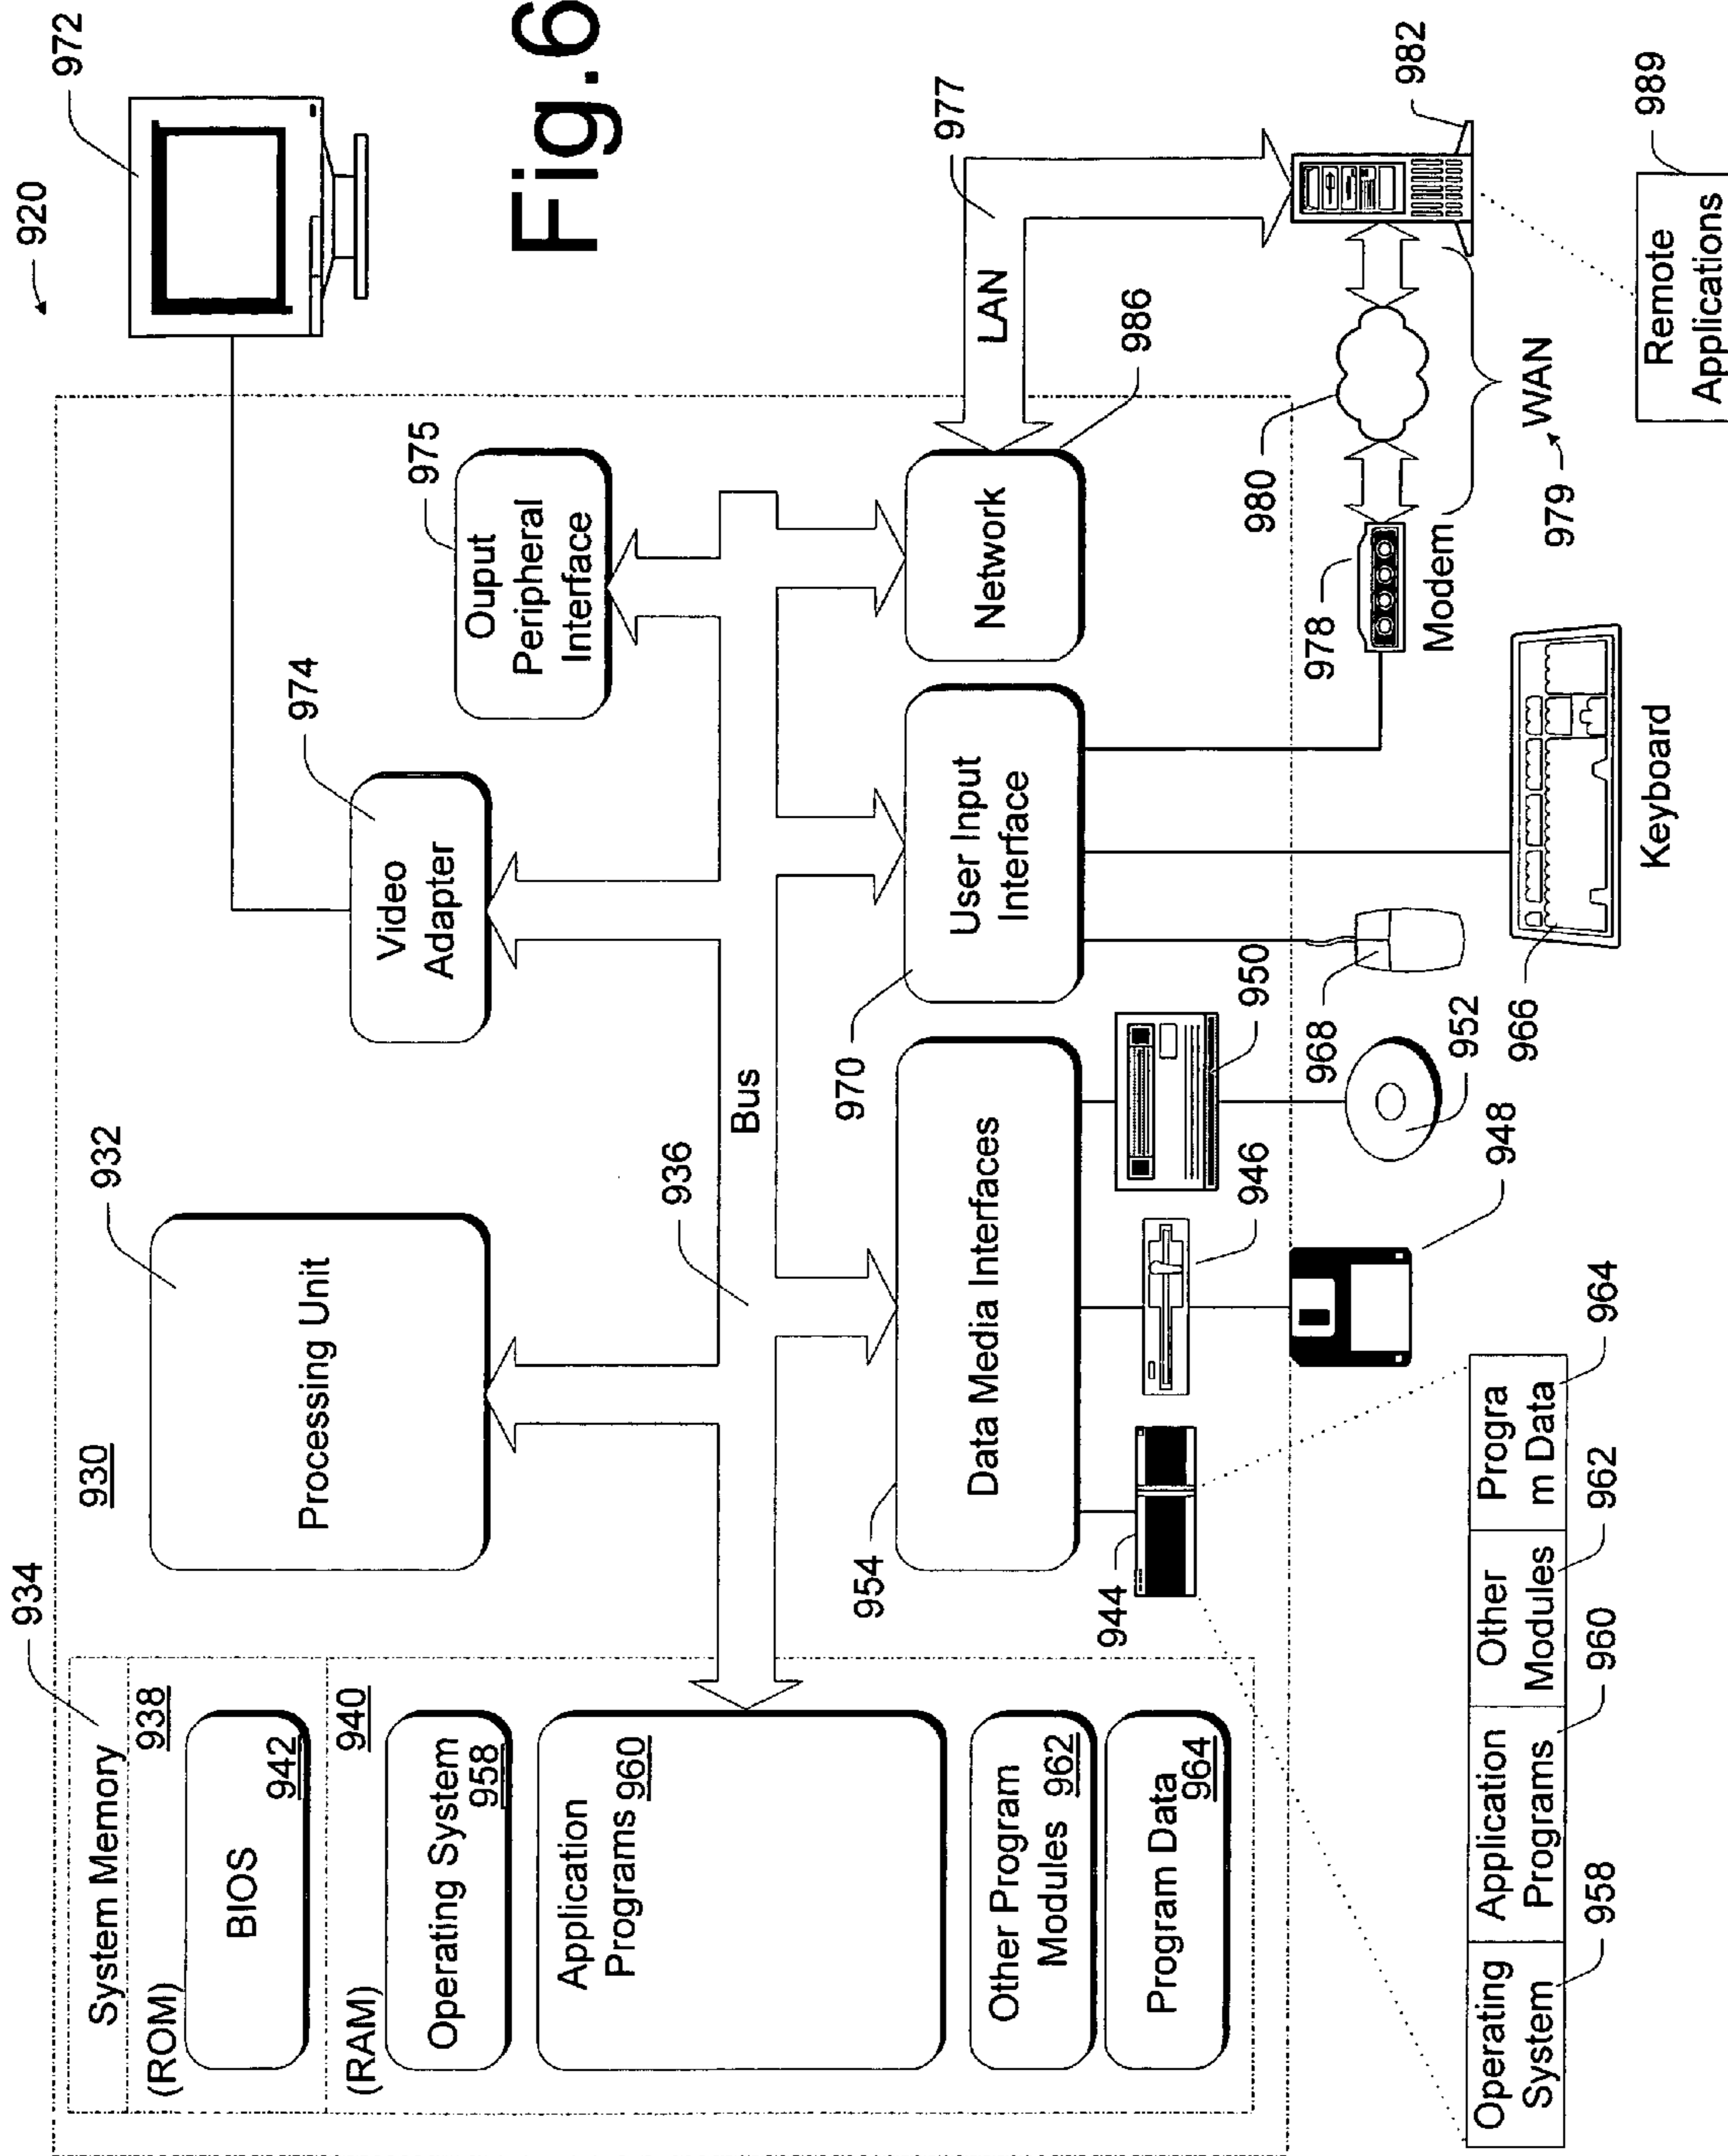 934
930
932
920
972
System Memory
(ROM) 938
BIOS
942
(RAM) 940
Operating System
958
Application
Programs 960
Other Program
Modules 962
Program Data
964
Processing Unit
Video
Adapter
974
Ouput
Peripheral
Interface
975
Fig.6
936
Bus
954
Data Media Interfaces
970
User Input
Interface
Network
986
LAN
977
944
946
950
948
952
968
966
Keyboard
978
Modem
980
979
WAN
982
Remote
Applications
989
Operating
System
Application
Programs
Other
Modules
Progra
m Data
958
960
962
964